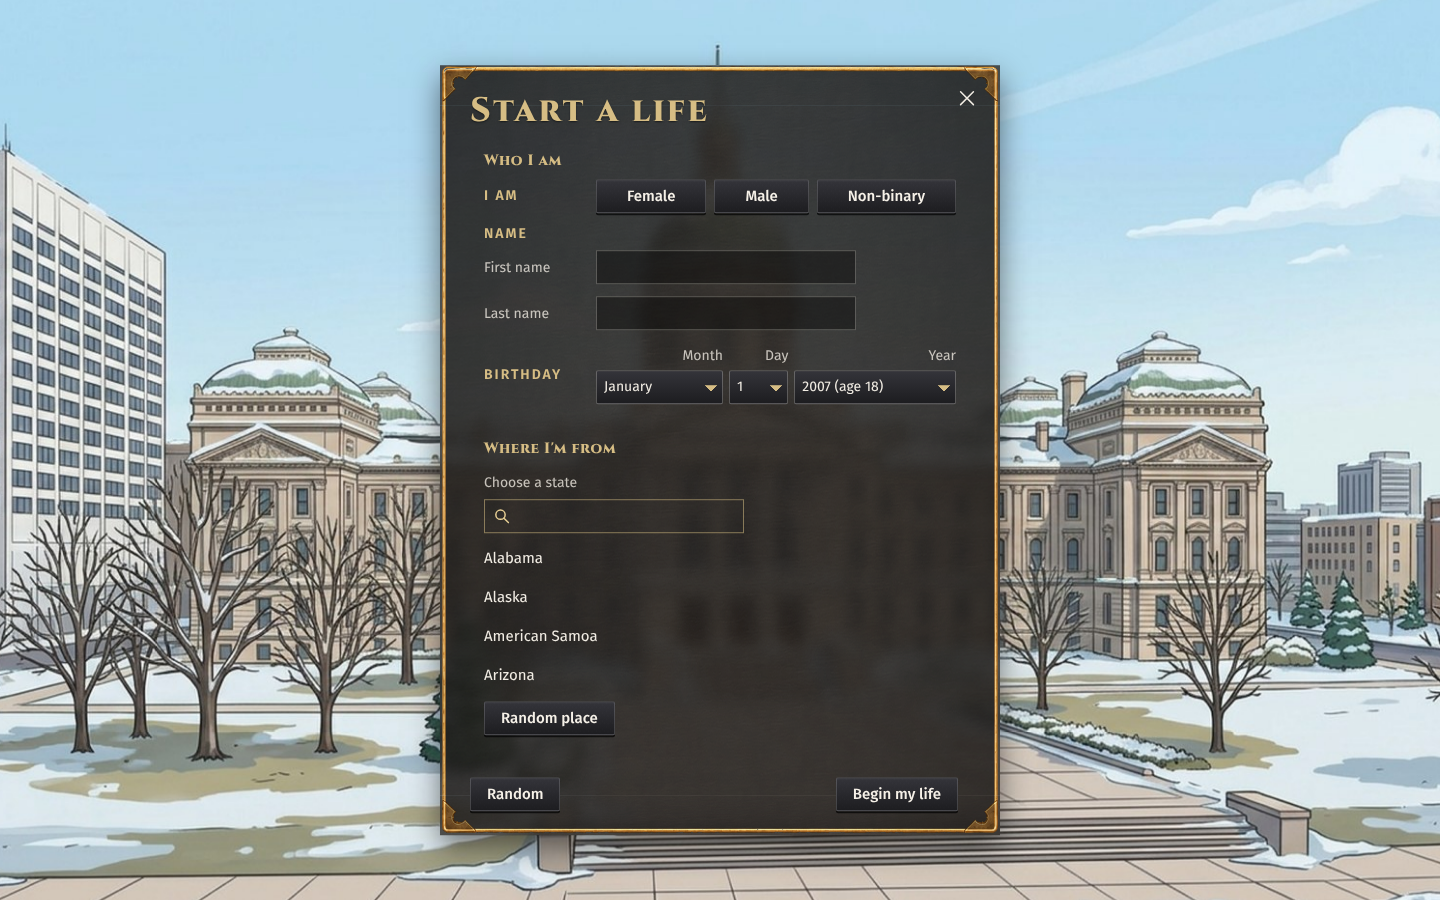 Start a life
Who I am
I AM
Female Male Non-binary
NAME
First name
Last name
Month Day Year
BIRTHDAY January 1 2007 (age 18)
Where I'm from
Choose a state
Alabama
Alaska
American Samoa
Arizona
Random place
Random Begin my life